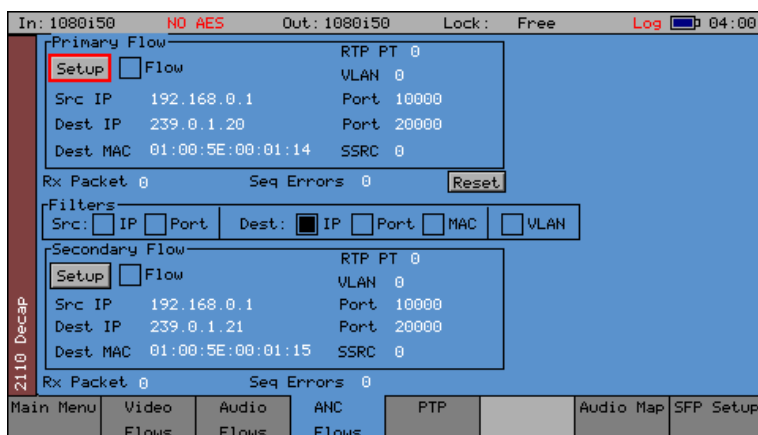 In: 1080i50 NO AES Out: 1080i50 Lock: Free Log 04:00
Primary Flow
RTP PT 0
Setup Flow
VLAN 0
Src IP 192.168.0.1 Port 10000
Dest IP 239.0.1.20 Port 20000
Dest MAC 01:00:5E:00:01:14 SSRC 0
Rx Packet 0 Seq Errors 0 Reset
Filters
Src: IP Port Dest: IP Port MAC VLAN
Secondary Flow
RTP PT 0
Setup Flow
VLAN 0
Src IP 192.168.0.1 Port 10000
Dest IP 239.0.1.21 Port 20000
Dest MAC 01:00:5E:00:01:15 SSRC 0
Rx Packet 0 Seq Errors 0
2110 Decap
Main Menu Video Audio ANC PTP Audio Map SFP Setup
Flows Flows Flows